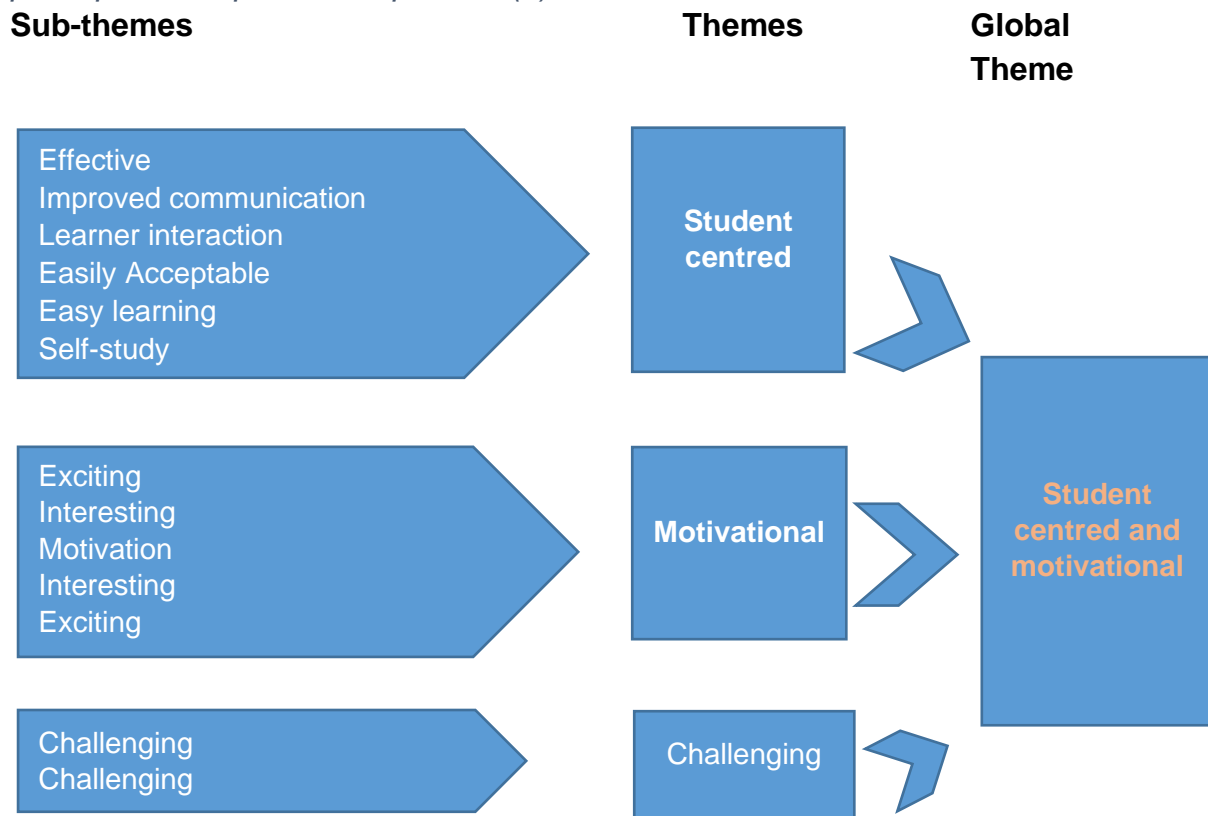 Sub-themes
Themes
Global
Theme
Effective
Improved communication
Learner interaction
Easily Acceptable
Easy learning
Self-study
Student
centred
Exciting
Interesting
Motivation
Interesting
Exciting
Motivational
Student
centred and
motivational
Challenging
Challenging
Challenging